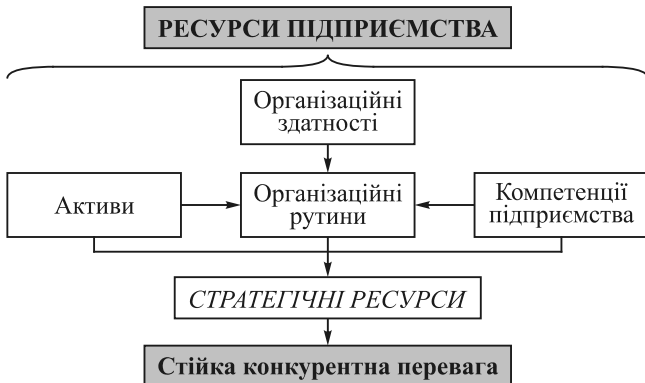 РЕСУРСИ ПІДПРИЄМСТВА
Організаційні
здатності
Активи
Організаційні
рутини
Компетенції
підприємства
СТРАТЕГІЧНІ РЕСУРСИ
Стійка конкурентна перевага